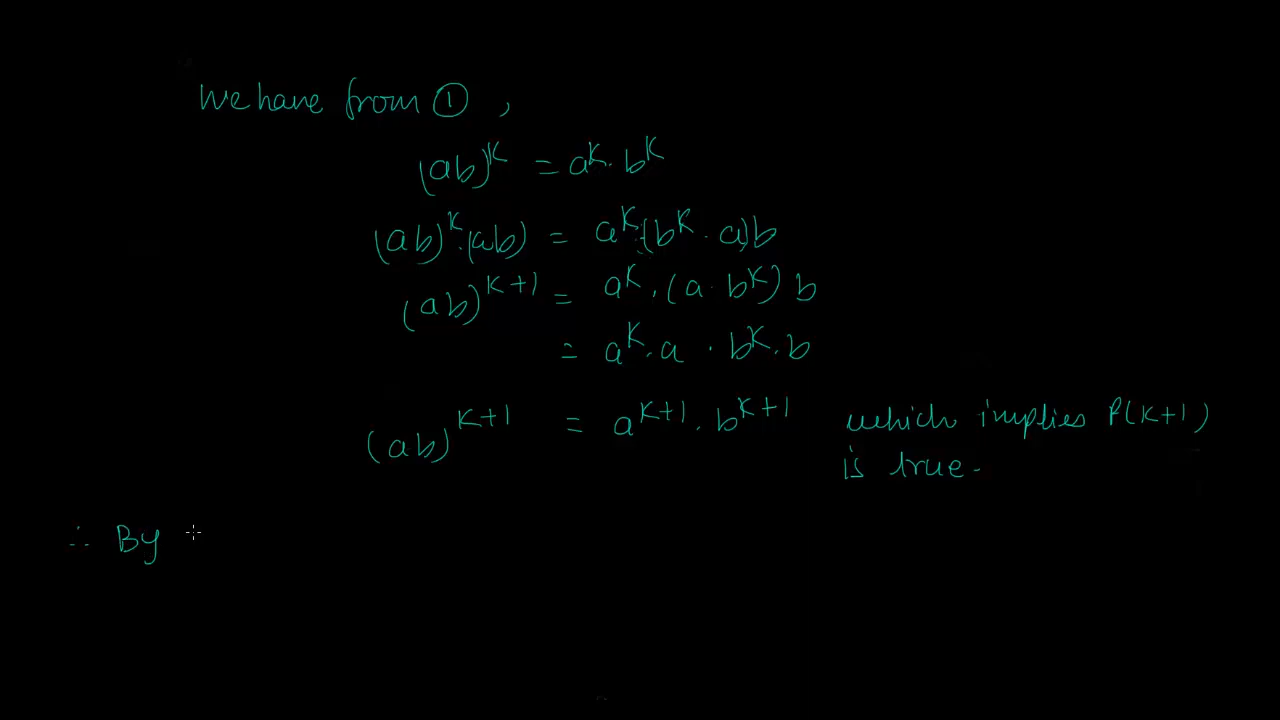 We have from ①,
(ab)^K = a^K . b^K
(ab)^K . (ab) = a^K . (b^K . a)b
(ab)^{K+1} = a^K . (a . b^K) b
= a^K . a . b^K . b
(ab)^{K+1} = a^{K+1} . b^{K+1} which implies P(K+1)
is true.
∴ By